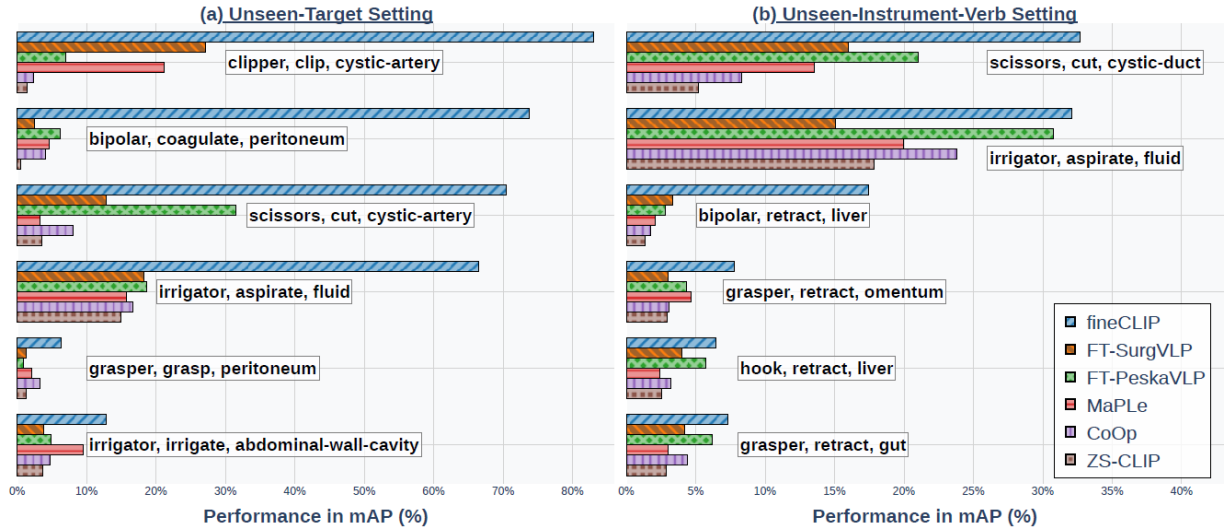 (a) Unseen-Target Setting
clipper, clip, cystic-artery
bipolar, coagulate, peritoneum
scissors, cut, cystic-artery
irrigator, aspirate, fluid
grasper, grasp, peritoneum
irrigator, irrigate, abdominal-wall-cavity
0% 10% 20% 30% 40% 50% 60% 70% 80%
Performance in mAP (%)
(b) Unseen-Instrument-Verb Setting
scissors, cut, cystic-duct
irrigator, aspirate, fluid
bipolar, retract, liver
grasper, retract, omentum
hook, retract, liver
grasper, retract, gut
fineCLIP
FT-SurgVLP
FT-PeskaVLP
MaPLe
CoOp
ZS-CLIP
0% 5% 10% 15% 20% 25% 30% 35% 40%
Performance in mAP (%)